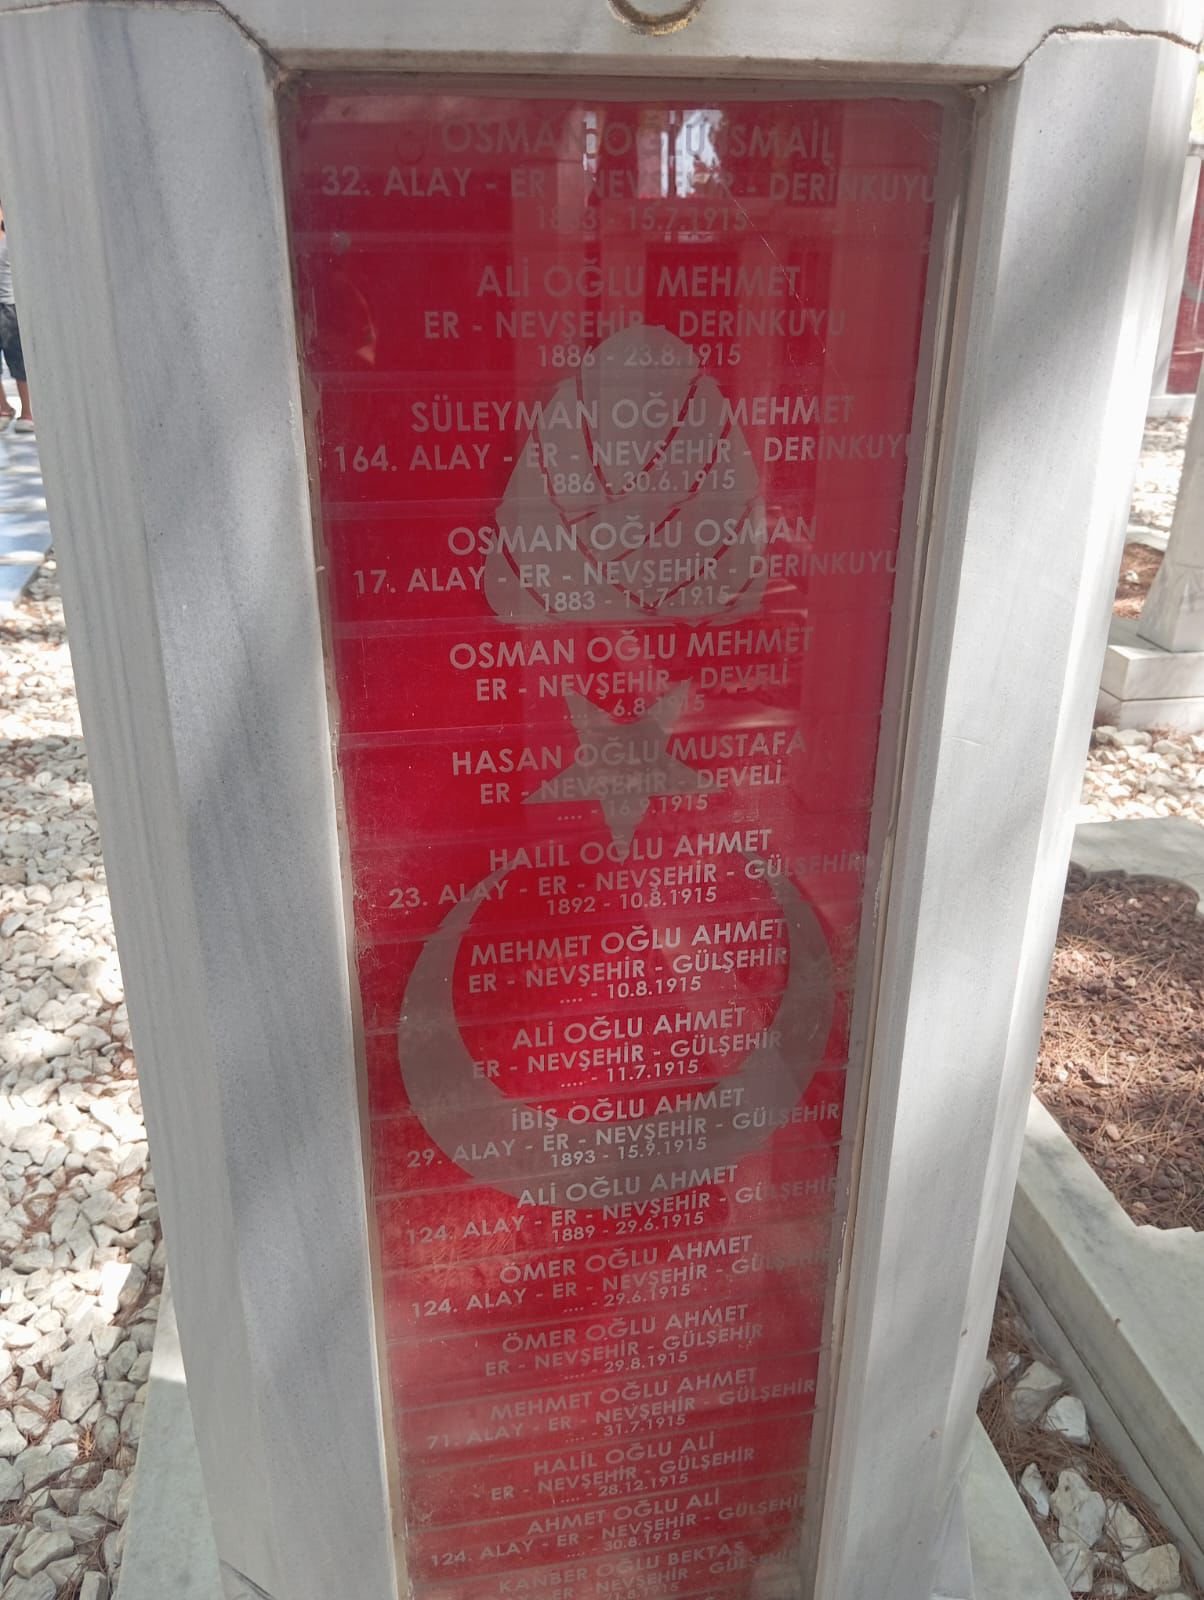 OSMAN OĞLU İSMAİL
32. ALAY - ER - NEVŞEHİR - DERİNKUYU
1883 - 15.7.1915
ALİ OĞLU MEHMET
ER - NEVŞEHİR - DERİNKUYU
1886 - 23.8.1915
SÜLEYMAN OĞLU MEHMET
164. ALAY - ER - NEVŞEHİR - DERİNKUYU
1886 - 30.6.1915
OSMAN OĞLU OSMAN
17. ALAY - ER - NEVŞEHİR - DERİNKUYU
1883 - 11.7.1915
OSMAN OĞLU MEHMET
ER - NEVŞEHİR - DEVELİ
.... - 6.8.1915
HASAN OĞLU MUSTAFA
ER - NEVŞEHİR - DEVELİ
.... - 16.9.1915
HALİL OĞLU AHMET
23. ALAY - ER - NEVŞEHİR - GÜLŞEHİR
1892 - 10.8.1915
MEHMET OĞLU AHMET
ER - NEVŞEHİR - GÜLŞEHİR
.... - 10.8.1915
ALİ OĞLU AHMET
ER - NEVŞEHİR - GÜLŞEHİR
.... - 11.7.1915
İBİŞ OĞLU AHMET
29. ALAY - ER - NEVŞEHİR - GÜLŞEHİR
1893 - 15.9.1915
ALİ OĞLU AHMET
124. ALAY - ER - NEVŞEHİR - GÜLŞEHİR
1889 - 29.6.1915
ÖMER OĞLU AHMET
124. ALAY - ER - NEVŞEHİR - GÜLŞEHİR
.... - 29.6.1915
ÖMER OĞLU AHMET
ER - NEVŞEHİR - GÜLŞEHİR
.... - 29.8.1915
MEHMET OĞLU AHMET
71. ALAY - ER - NEVŞEHİR - GÜLŞEHİR
.... - 31.7.1915
HALİL OĞLU ALİ
ER - NEVŞEHİR - GÜLŞEHİR
.... - 28.12.1915
AHMET OĞLU ALİ
124. ALAY - ER - NEVŞEHİR - GÜLŞEHİR
.... - 30.8.1915
KANBER OĞLU BEKTAŞ
ER - NEVŞEHİR - GÜLŞEHİR